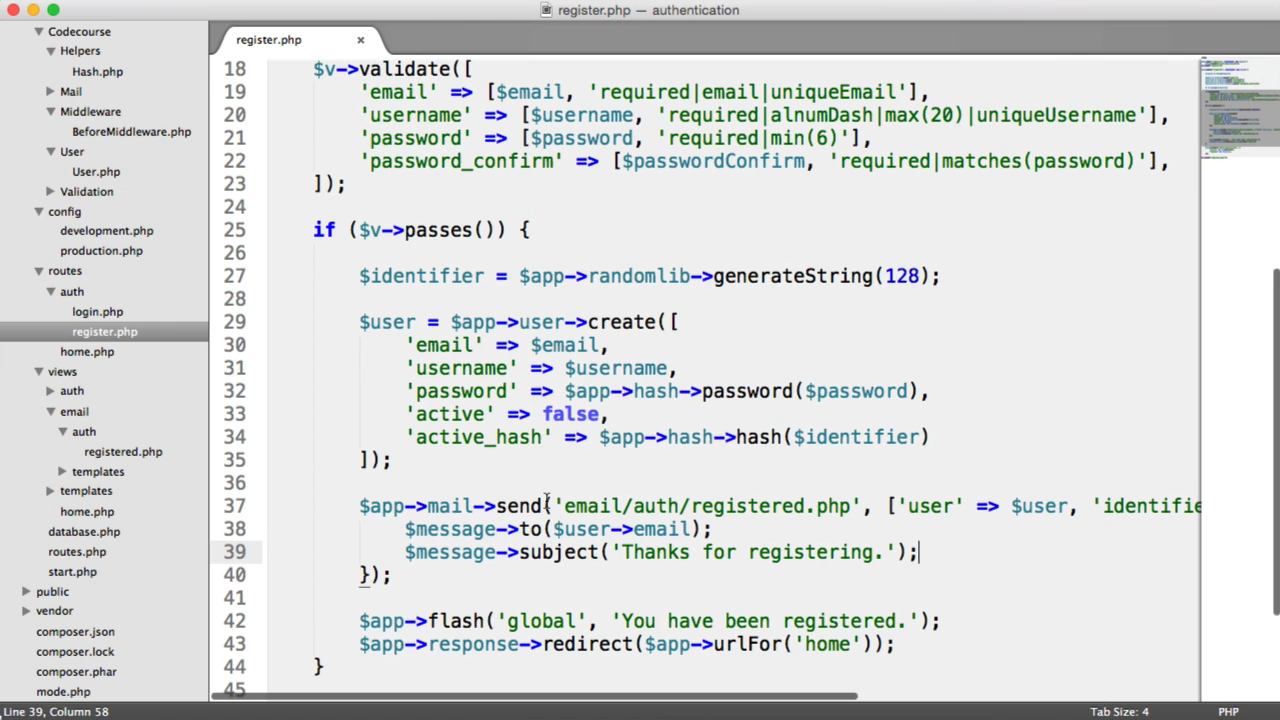 register.php — authentication
Codecourse
Helpers
Hash.php
Mail
Middleware
BeforeMiddleware.php
User
User.php
Validation
config
development.php
production.php
routes
auth
login.php
register.php
home.php
views
auth
email
auth
registered.php
templates
templates
home.php
database.php
routes.php
start.php
public
vendor
composer.json
composer.lock
composer.phar
mode.php
register.php ×
18 $v->validate([
19 'email' => [$email, 'required|email|uniqueEmail'],
20 'username' => [$username, 'required|alnumDash|max(20)|uniqueUsername'],
21 'password' => [$password, 'required|min(6)'],
22 'password_confirm' => [$passwordConfirm, 'required|matches(password)'],
23 ]);
24
25 if ($v->passes()) {
26
27 $identifier = $app->randomlib->generateString(128);
28
29 $user = $app->user->create([
30 'email' => $email,
31 'username' => $username,
32 'password' => $app->hash->password($password),
33 'active' => false,
34 'active_hash' => $app->hash->hash($identifier)
35 ]);
36
37 $app->mail->send('email/auth/registered.php', ['user' => $user, 'identifie
38 $message->to($user->email);
39 $message->subject('Thanks for registering.');
40 });
41
42 $app->flash('global', 'You have been registered.');
43 $app->response->redirect($app->urlFor('home'));
44 }
45
Line 39, Column 58
Tab Size: 4
PHP